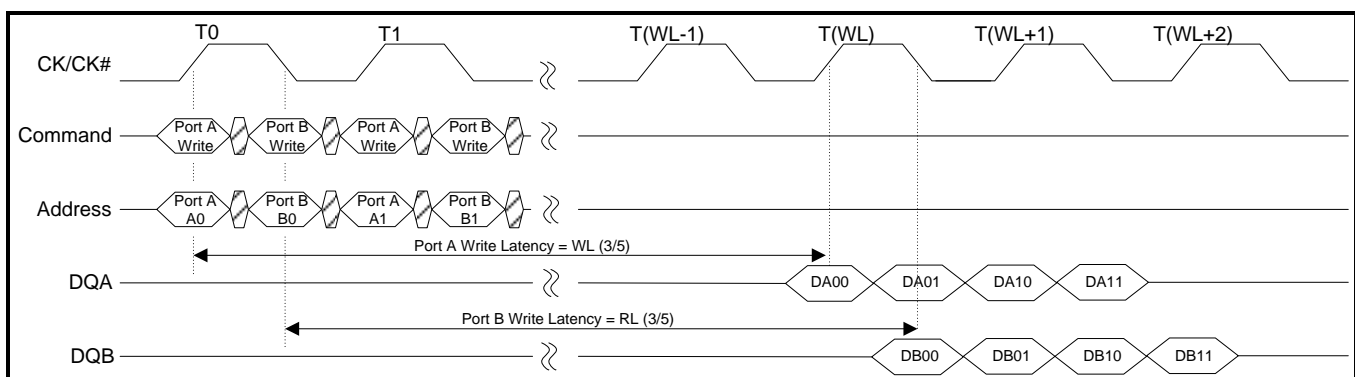 T0 T1 T(WL-1) T(WL) T(WL+1) T(WL+2)
CK/CK#
Command Port A Write Port B Write Port A Write Port B Write
Address Port A A0 Port B B0 Port A A1 Port B B1
Port A Write Latency = WL (3/5)
DQA DA00 DA01 DA10 DA11
Port B Write Latency = RL (3/5)
DQB DB00 DB01 DB10 DB11